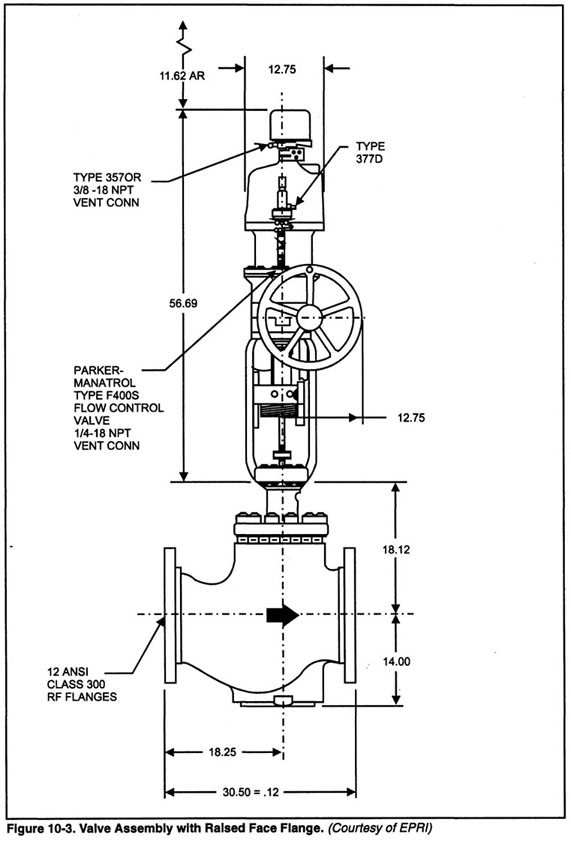 11.62 AR
12.75
TYPE 357OR
3/8 -18 NPT
VENT CONN
TYPE
377D
56.69
PARKER-
MANATROL
TYPE F400S
FLOW CONTROL
VALVE
1/4-18 NPT
VENT CONN
12.75
18.12
14.00
12 ANSI
CLASS 300
RF FLANGES
18.25
30.50 = .12
Figure 10-3. Valve Assembly with Raised Face Flange. (Courtesy of EPRI)